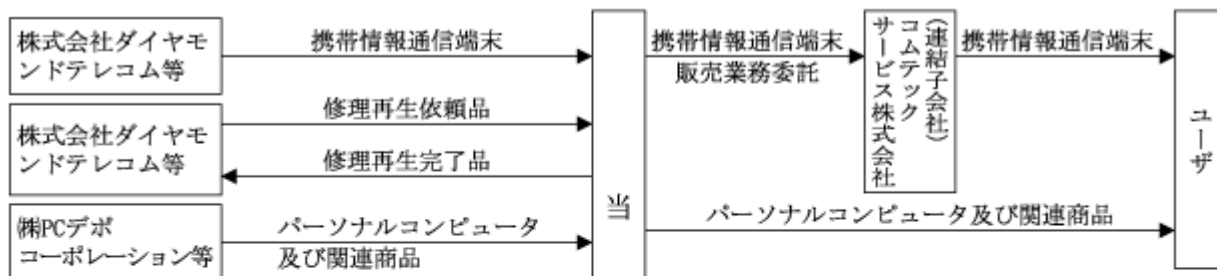 株式会社ダイヤモ
ンドテレコム等
携帯情報通信端末
株式会社ダイヤモ
ンドテレコム等
修理再生依頼品
修理再生完了品
㈱PCデポ
コーポレーション等
パーソナルコンピュータ
及び関連商品
当
携帯情報通信端末
販売業務委託
(連結子会社)
コムテック
サービス株式会社
携帯情報通信端末
パーソナルコンピュータ及び関連商品
ユーザ